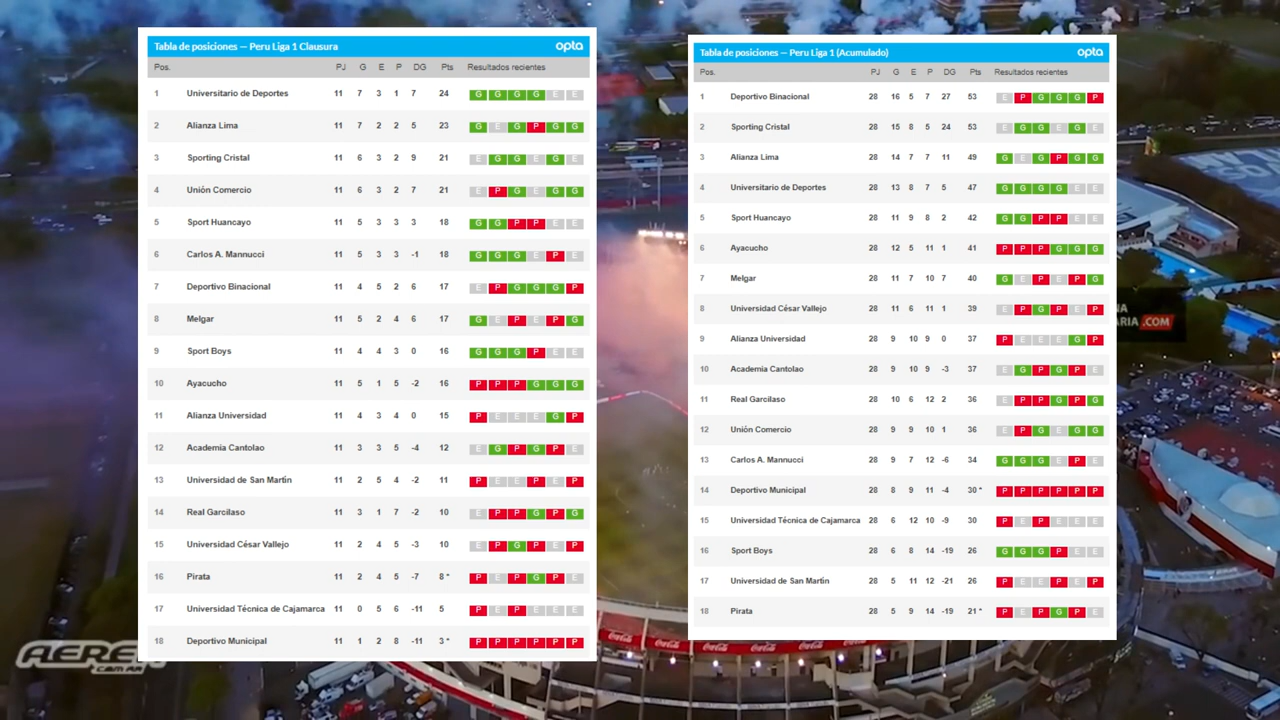 Tabla de posiciones — Peru Liga 1 Clausura opta
Pos. PJ G E P DG Pts Resultados recientes
1 Universitario de Deportes 11 7 3 1 7 24 G G G G E E
2 Alianza Lima 11 7 2 2 5 23 G E G P G G
3 Sporting Cristal 11 6 3 2 9 21 E G G E G E
4 Unión Comercio 11 6 3 2 7 21 E P G E G G
5 Sport Huancayo 11 5 3 3 3 18 G G P P E E
6 Carlos A. Mannucci 11 5 3 3 -1 18 G G G E P E
7 Deportivo Binacional 11 4 5 2 6 17 E P G G G P
8 Melgar 11 5 2 4 3 17 G E P E P G
9 Sport Boys 11 4 4 3 0 16 G G G P E E
10 Ayacucho 11 5 1 5 -2 16 P P P G G G
11 Alianza Universidad 11 4 3 4 0 15 P E E E G P
12 Academia Cantolao 11 3 3 5 -4 12 E G P G P E
13 Universidad de San Martin 11 2 5 4 -2 11 P E E P E P
14 Real Garcilaso 11 3 1 7 -2 10 E P P G P G
15 Universidad César Vallejo 11 2 4 5 -3 10 E P G P E P
16 Pirata 11 2 4 5 -7 8 * P E P G P E
17 Universidad Técnica de Cajamarca 11 0 5 6 -11 5 P E P E E E
18 Deportivo Municipal 11 1 2 8 -11 3 * P P P P P P
Tabla de posiciones — Peru Liga 1 (Acumulado) opta
Pos. PJ G E P DG Pts Resultados recientes
1 Deportivo Binacional 28 16 5 7 27 53 E P G G G P
2 Sporting Cristal 28 15 8 5 24 53 E G G E G E
3 Alianza Lima 28 14 7 7 11 49 G E G P G G
4 Universitario de Deportes 28 13 8 7 5 47 G G G G E E
5 Sport Huancayo 28 11 9 8 2 42 G G P P E E
6 Ayacucho 28 12 5 11 1 41 P P P G G G
7 Melgar 28 11 7 10 7 40 G E P E P G
8 Universidad César Vallejo 28 11 6 11 1 39 E P G P E P
9 Alianza Universidad 28 9 10 9 0 37 P E E E G P
10 Academia Cantolao 28 9 10 9 -3 37 E G P G P E
11 Real Garcilaso 28 10 6 12 2 36 E P P G P G
12 Unión Comercio 28 9 9 10 1 36 E P G E G G
13 Carlos A. Mannucci 28 9 7 12 -6 34 G G G E P E
14 Deportivo Municipal 28 8 9 11 -4 30 * P P P P P P
15 Universidad Técnica de Cajamarca 28 6 12 10 -9 30 P E P E E E
16 Sport Boys 28 6 8 14 -19 26 G G G P E E
17 Universidad de San Martin 28 5 11 12 -21 26 P E E P E P
18 Pirata 28 5 9 14 -19 21 * P E P G P E
.COM
Coca-Cola Coca-Cola Coca-Cola Coca-Cola
.COM.AR